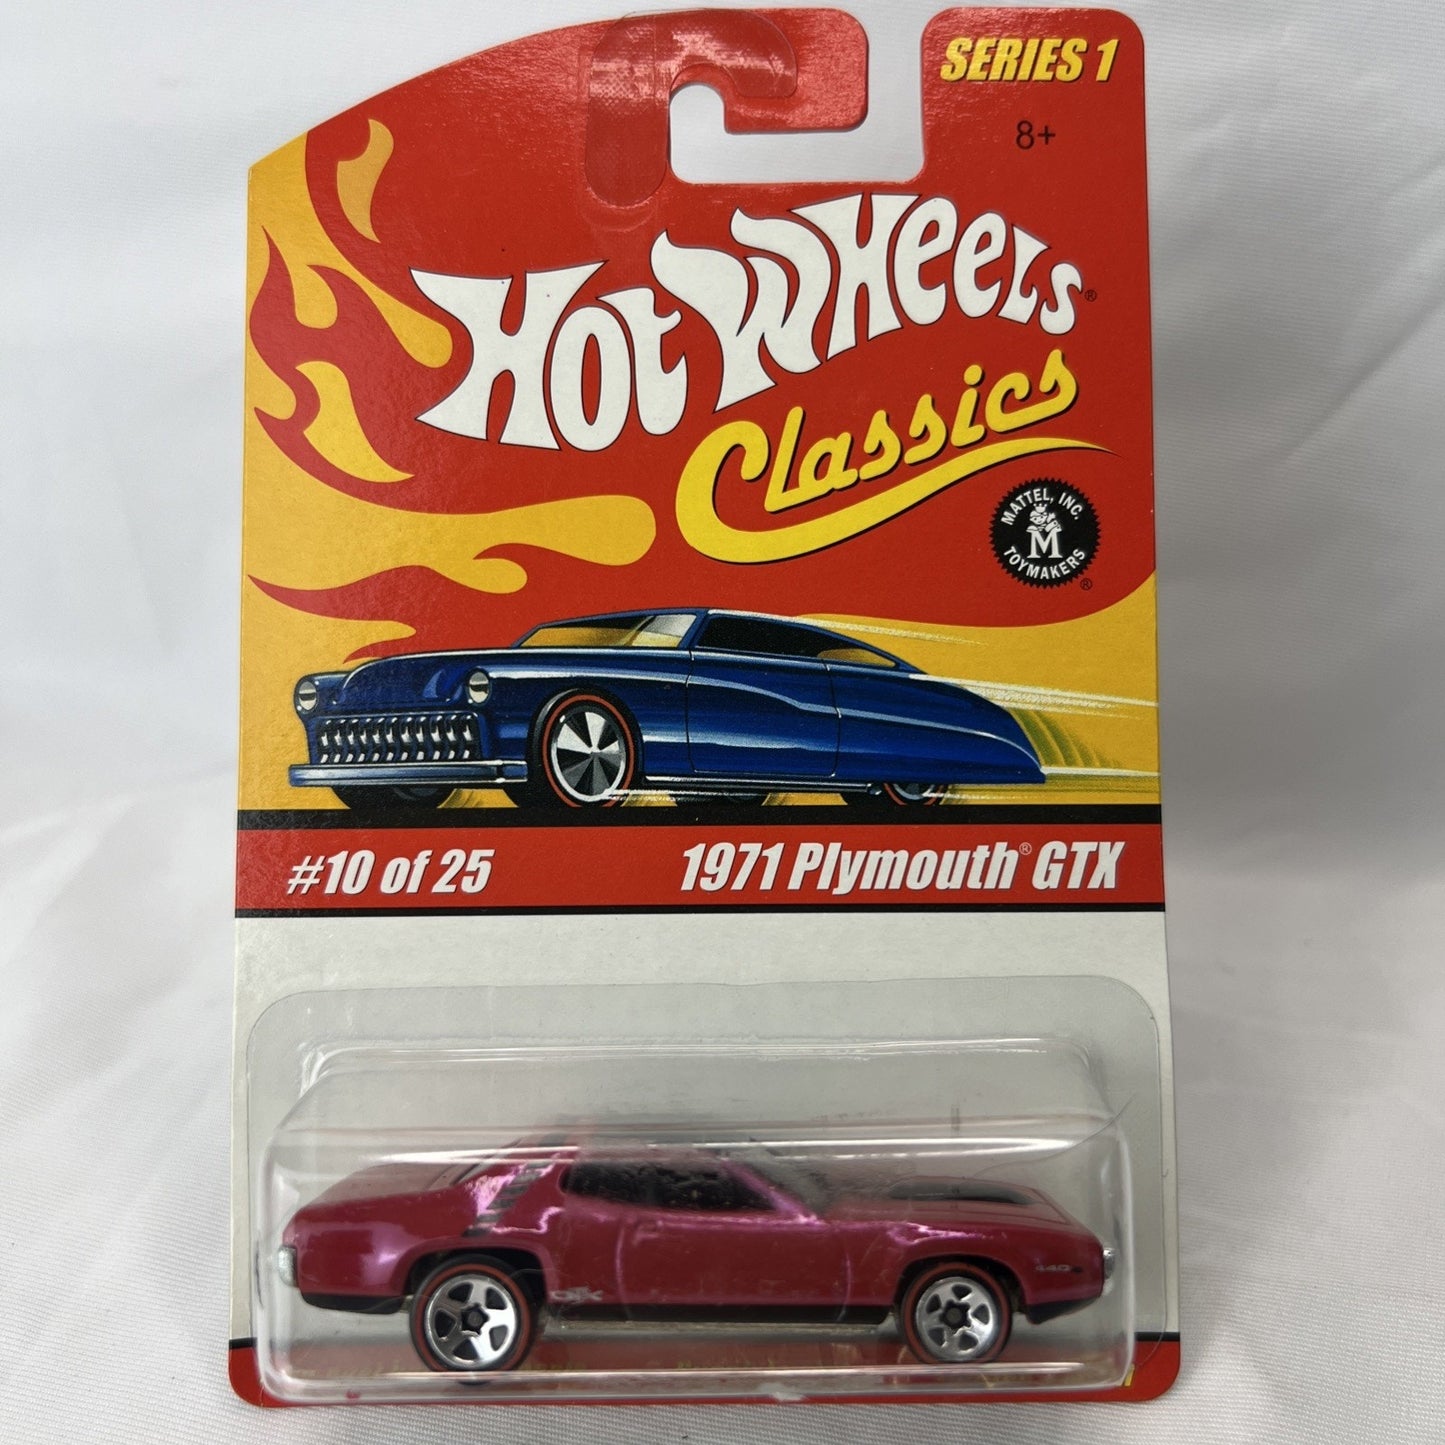 SERIES 1
8+
HOT WHEELS®
Classics
MATTEL, INC.
M
TOYMAKERS
®
#10 of 25
1971 Plymouth® GTX
440
GTX